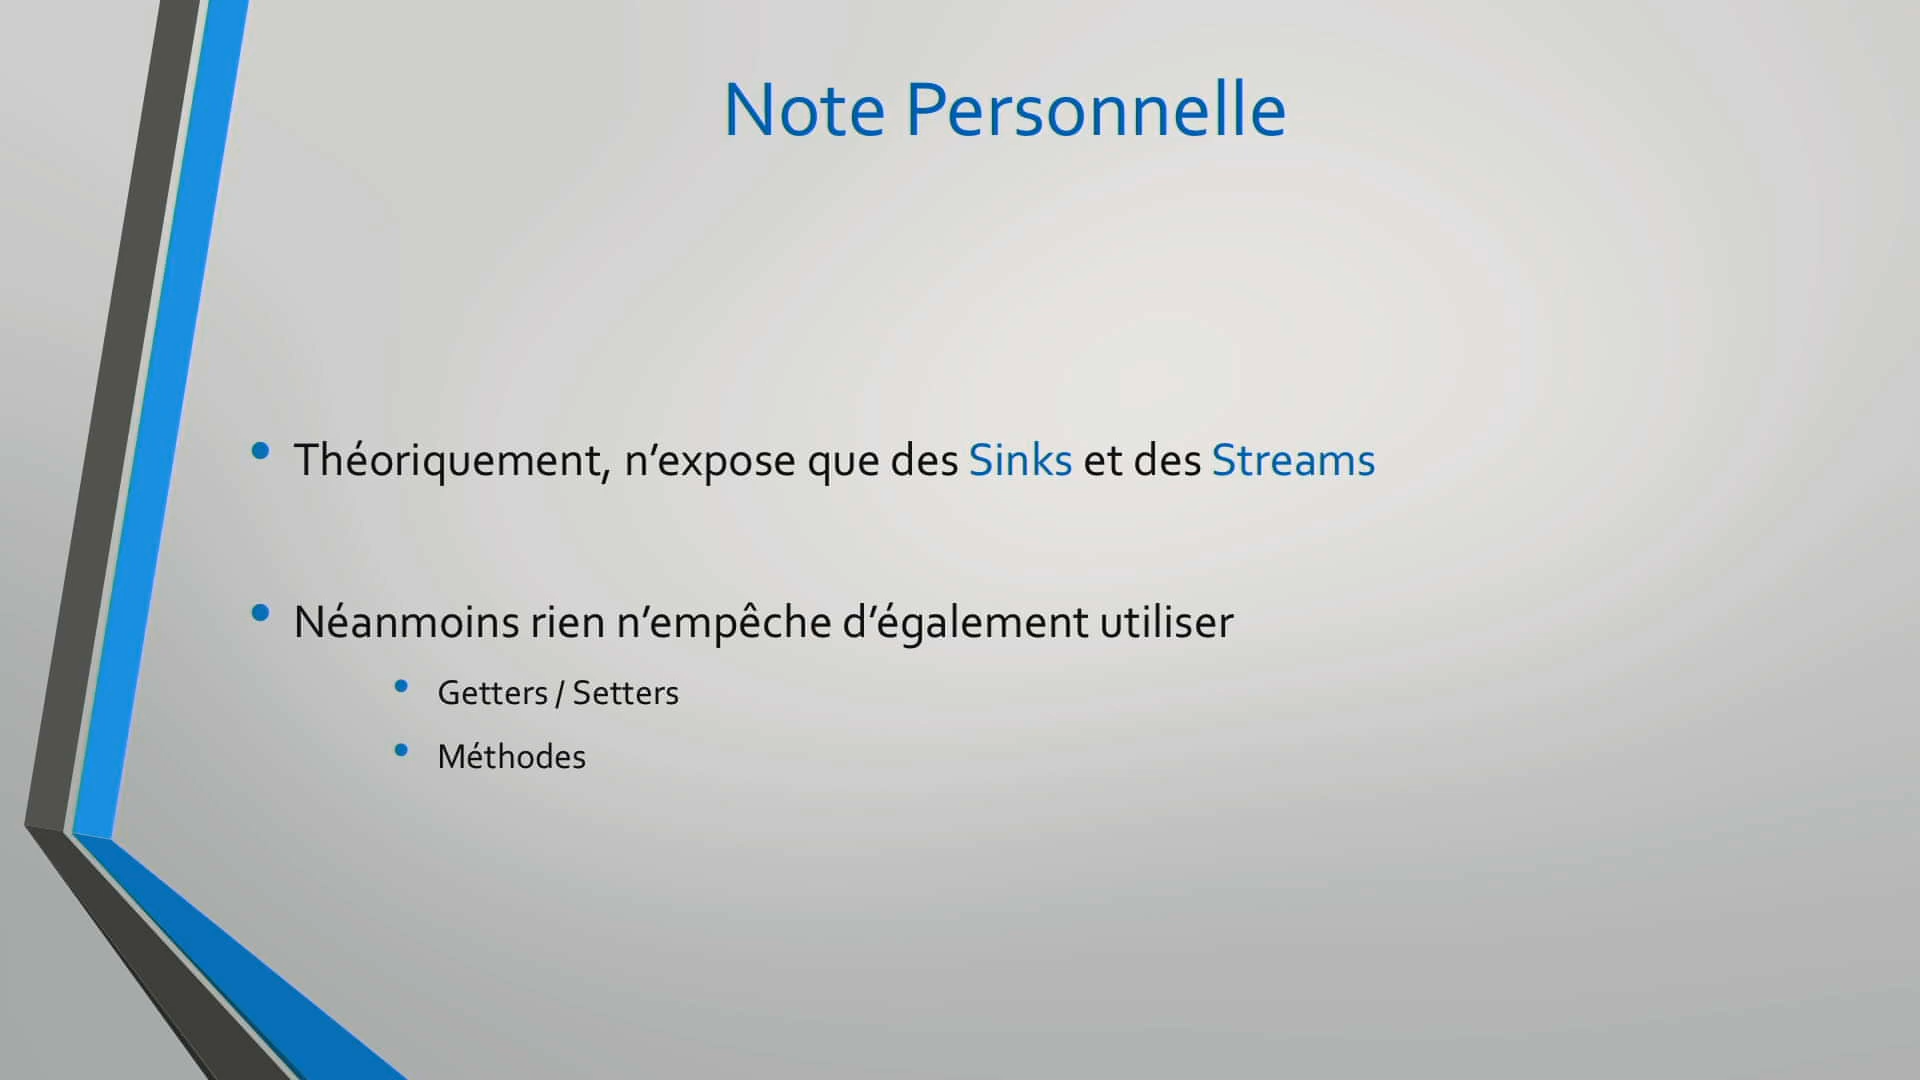 Note Personnelle
Théoriquement, n’expose que des Sinks et des Streams
Néanmoins rien n’empêche d’également utiliser
Getters / Setters
Méthodes